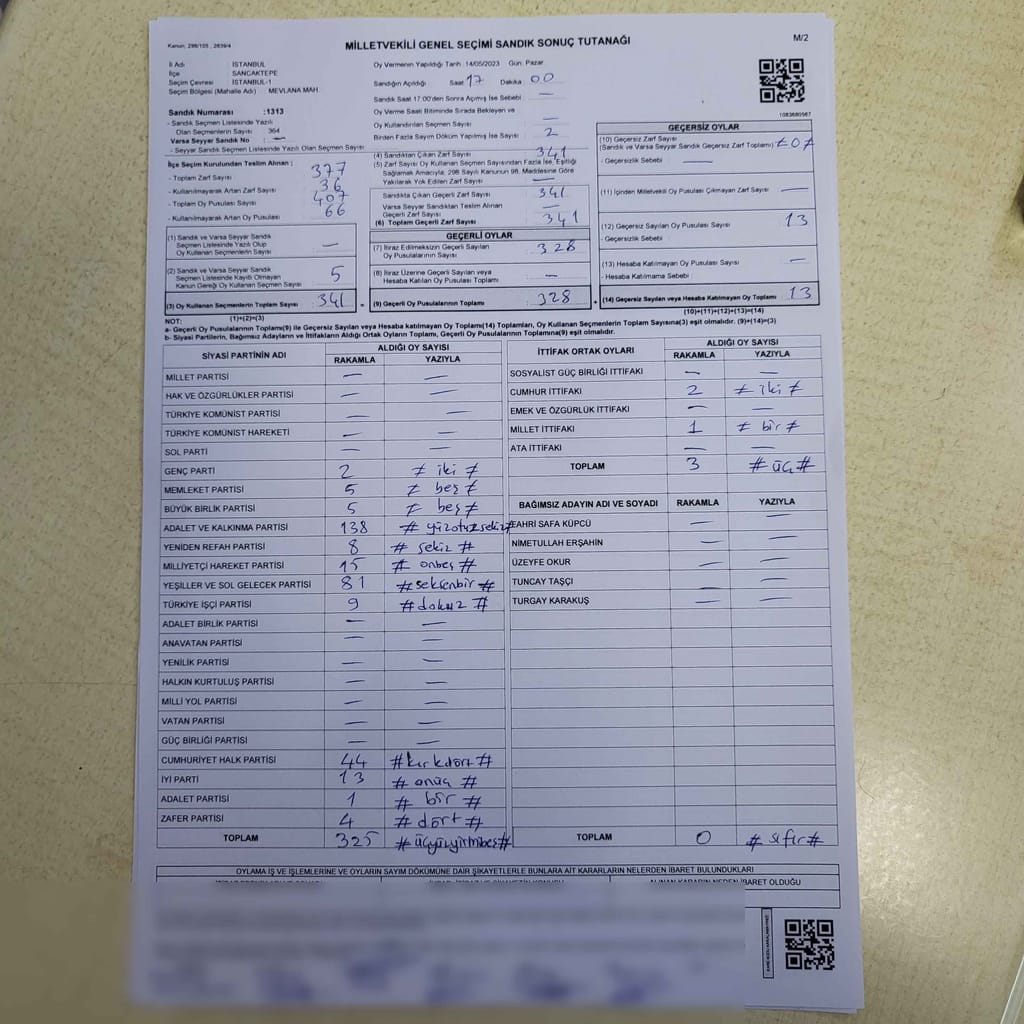 Kanun: 298/105 , 2839/4
MİLLETVEKİLİ GENEL SEÇİMİ SANDIK SONUÇ TUTANAĞI
M/2
İl Adı İSTANBUL
İlçe SANCAKTEPE
Seçim Çevresi İSTANBUL-1
Seçim Bölgesi (Mahalle Adı) MEVLANA MAH.
Sandık Numarası :1313
- Sandık Seçmen Listesinde Yazılı
Olan Seçmenlerin Sayısı 364
Varsa Seyyar Sandık No —
- Seyyar Sandık Seçmen Listesinde Yazılı Olan Seçmen Sayısı
Oy Vermenin Yapıldığı Tarih :14/05/2023 Gün: Pazar
Sandığın Açıldığı Saat 17 Dakika 00
Sandık Saat 17:00'den Sonra Açılmış İse Sebebi —
Oy Verme Saati Bitiminde Sırada Bekleyen ve
Oy Kullandırılan Seçmen Sayısı —
Birden Fazla Sayım Döküm Yapılmış İse Sayısı 2
1083680567
İlçe Seçim Kurulundan Teslim Alınan ;
- Toplam Zarf Sayısı 377
- Kullanılmayarak Artan Zarf Sayısı 36
- Toplam Oy Pusulası Sayısı 407
- Kullanılmayarak Artan Oy Pusulası 66
(1) Sandık ve Varsa Seyyar Sandık
Seçmen Listesinde Yazılı Olup
Oy Kullanan Seçmenlerin Sayısı —
(2) Sandık ve Varsa Seyyar Sandık
Seçmen Listesinde Kayıtlı Olmayan
Kanun Gereği Oy Kullanan Seçmen Sayısı 5
(3) Oy Kullanan Seçmenlerin Toplam Sayısı 341 =
(1)+(2)=(3)
(4) Sandıktan Çıkan Zarf Sayısı 341
(5) Zarf Sayısı Oy Kullanan Seçmen Sayısından Fazla İse, Eşitliği
Sağlamak Amacıyla, 298 Sayılı Kanunun 98. Maddesine Göre
Yakılarak Yok Edilen Zarf Sayısı —
Sandıkta Çıkan Geçerli Zarf Sayısı 341
Varsa Seyyar Sandıktan Teslim Alınan
Geçerli Zarf Sayısı —
(6) Toplam Geçerli Zarf Sayısı 341
GEÇERLİ OYLAR
(7) İtiraz Edilmeksizin Geçerli Sayılan
Oy Pusulalarının Sayısı 328
(8) İtiraz Üzerine Geçerli Sayılan veya
Hesaba Katılan Oy Pusulası Toplamı —
(9) Geçerli Oy Pusulalarının Toplamı 328 +
GEÇERSİZ OYLAR
(10) Geçersiz Zarf Sayısı
(Sandık ve Varsa Seyyar Sandık Geçersiz Zarf Toplamı) ≠0≠
- Geçersizlik Sebebi —
(11) İçinden Milletvekili Oy Pusulası Çıkmayan Zarf Sayısı —
(12) Geçersiz Sayılan Oy Pusulası Sayısı 13
- Geçersizlik Sebebi
(13) Hesaba Katılmayan Oy Pusulası Sayısı —
- Hesaba Katılmama Sebebi —
(14) Geçersiz Sayılan veya Hesaba Katılmayan Oy Toplamı 13
(10)+(11)+(12)+(13)=(14)
NOT:
a- Geçerli Oy Pusulalarının Toplamı(9) ile Geçersiz Sayılan veya Hesaba Katılmayan Oy Toplamı(14) Toplamları, Oy Kullanan Seçmenlerin Toplam Sayısına(3) eşit olmalıdır. (9)+(14)=(3)
b- Siyasi Partilerin, Bağımsız Adayların ve İttifakların Aldığı Ortak Oyların Toplamı, Geçerli Oy Pusulalarının Toplamına(9) eşit olmalıdır.
SİYASİ PARTİNİN ADI ALDIĞI OY SAYISI
RAKAMLA YAZIYLA
MİLLET PARTİSİ — —
HAK VE ÖZGÜRLÜKLER PARTİSİ — —
TÜRKİYE KOMÜNİST PARTİSİ — —
TÜRKİYE KOMÜNİST HAREKETİ — —
SOL PARTİ — —
GENÇ PARTİ 2 ≠ iki ≠
MEMLEKET PARTİSİ 5 ≠ beş ≠
BÜYÜK BİRLİK PARTİSİ 5 ≠ beş ≠
ADALET VE KALKINMA PARTİSİ 138 # yüzotuzsekiz#
YENİDEN REFAH PARTİSİ 8 # sekiz #
MİLLİYETÇİ HAREKET PARTİSİ 15 # onbeş #
YEŞİLLER VE SOL GELECEK PARTİSİ 81 #seksenbir #
TÜRKİYE İŞÇİ PARTİSİ 9 #dokuz #
ADALET BİRLİK PARTİSİ — —
ANAVATAN PARTİSİ — —
YENİLİK PARTİSİ — —
HALKIN KURTULUŞ PARTİSİ — —
MİLLİ YOL PARTİSİ — —
VATAN PARTİSİ — —
GÜÇ BİRLİĞİ PARTİSİ — —
CUMHURİYET HALK PARTİSİ 44 #kırkdört #
İYİ PARTİ 13 # onüç #
ADALET PARTİSİ 1 # bir #
ZAFER PARTİSİ 4 # dört #
TOPLAM 325 #üçyüzyirmibeş#
İTTİFAK ORTAK OYLARI ALDIĞI OY SAYISI
RAKAMLA YAZIYLA
SOSYALİST GÜÇ BİRLİĞİ İTTİFAKI — —
CUMHUR İTTİFAKI 2 ≠ iki ≠
EMEK VE ÖZGÜRLÜK İTTİFAKI — —
MİLLET İTTİFAKI 1 ≠ bir ≠
ATA İTTİFAKI — —
TOPLAM 3 # üç #
BAĞIMSIZ ADAYIN ADI VE SOYADI RAKAMLA YAZIYLA
FAHRİ SAFA KÜPCÜ — —
NİMETULLAH ERŞAHİN — —
ÜZEYFE OKUR — —
TUNCAY TAŞÇI — —
TURGAY KARAKUŞ — —
TOPLAM 0 # sıfır #
OYLAMA İŞ VE İŞLEMLERİNE VE OYLARIN SAYIM DÖKÜMÜNE DAİR ŞİKAYETLERLE BUNLARA AİT KARARLARIN NELERDEN İBARET BULUNDUKLARI
ALINAN KARARIN NEDEN İBARET OLDUĞU